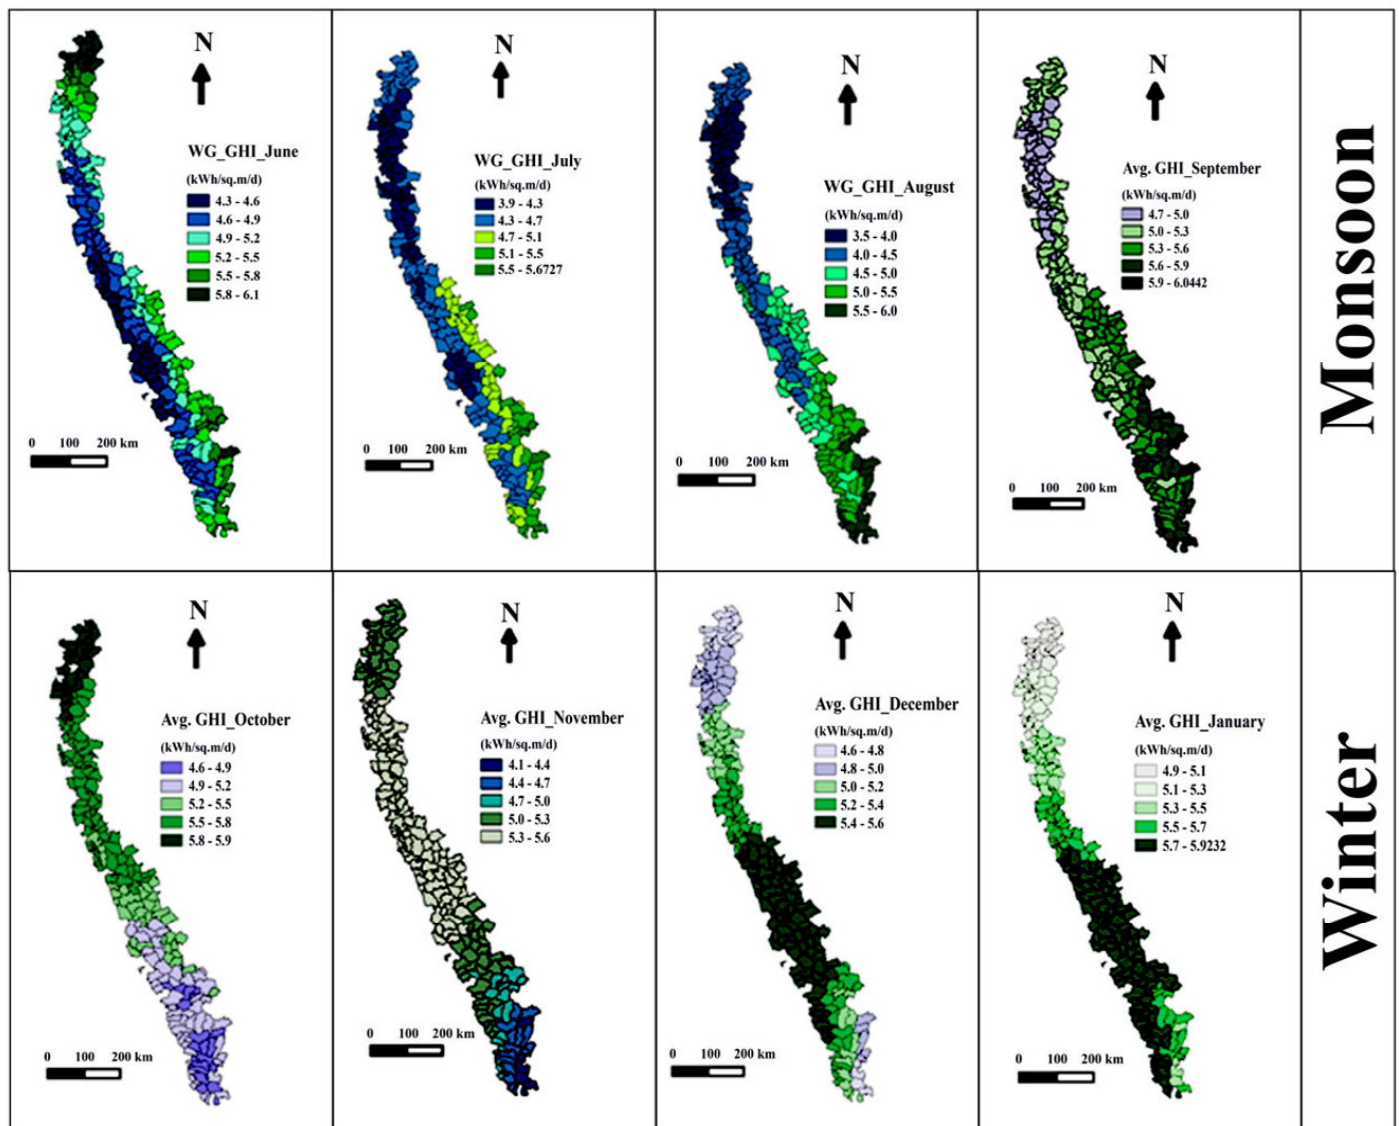 N
WG_GHI_June
(kWh/sq.m/d)
4.3 - 4.6
4.6 - 4.9
4.9 - 5.2
5.2 - 5.5
5.5 - 5.8
5.8 - 6.1
0 100 200 km
N
WG_GHI_July
(kWh/sq.m/d)
3.9 - 4.3
4.3 - 4.7
4.7 - 5.1
5.1 - 5.5
5.5 - 5.6727
0 100 200 km
N
WG_GHI_August
(kWh/sq.m/d)
3.5 - 4.0
4.0 - 4.5
4.5 - 5.0
5.0 - 5.5
5.5 - 6.0
0 100 200 km
N
Avg. GHI_September
(kWh/sq.m/d)
4.7 - 5.0
5.0 - 5.3
5.3 - 5.6
5.6 - 5.9
5.9 - 6.0442
0 100 200 km
Monsoon
N
Avg. GHI_October
(kWh/sq.m/d)
4.6 - 4.9
4.9 - 5.2
5.2 - 5.5
5.5 - 5.8
5.8 - 5.9
0 100 200 km
N
Avg. GHI_November
(kWh/sq.m/d)
4.1 - 4.4
4.4 - 4.7
4.7 - 5.0
5.0 - 5.3
5.3 - 5.6
0 100 200 km
N
Avg. GHI_December
(kWh/sq.m/d)
4.6 - 4.8
4.8 - 5.0
5.0 - 5.2
5.2 - 5.4
5.4 - 5.6
0 100 200 km
N
Avg. GHI_January
(kWh/sq.m/d)
4.9 - 5.1
5.1 - 5.3
5.3 - 5.5
5.5 - 5.7
5.7 - 5.9232
0 100 200 km
Winter